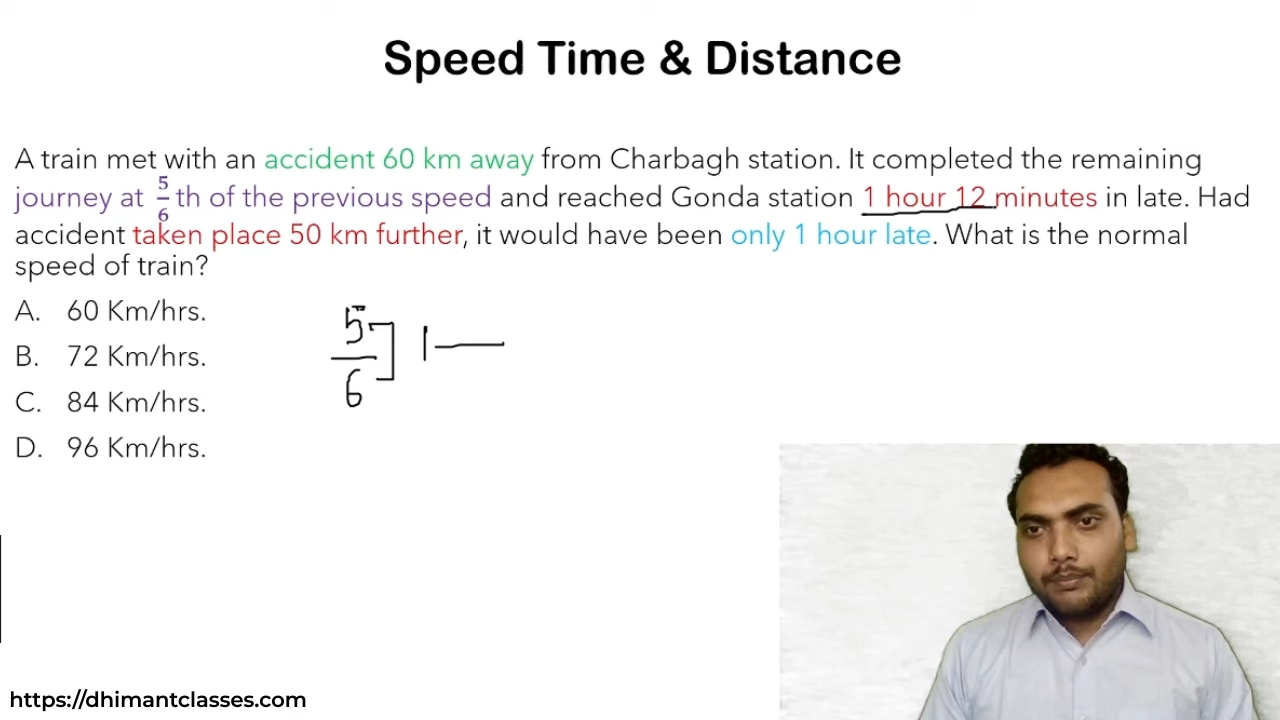 Speed Time & Distance
A train met with an accident 60 km away from Charbagh station. It completed the remaining
journey at 5/6 th of the previous speed and reached Gonda station 1 hour 12 minutes in late. Had
accident taken place 50 km further, it would have been only 1 hour late. What is the normal
speed of train?
A. 60 Km/hrs.
B. 72 Km/hrs.
C. 84 Km/hrs.
D. 96 Km/hrs.
5
6
] 1
https://dhimantclasses.com